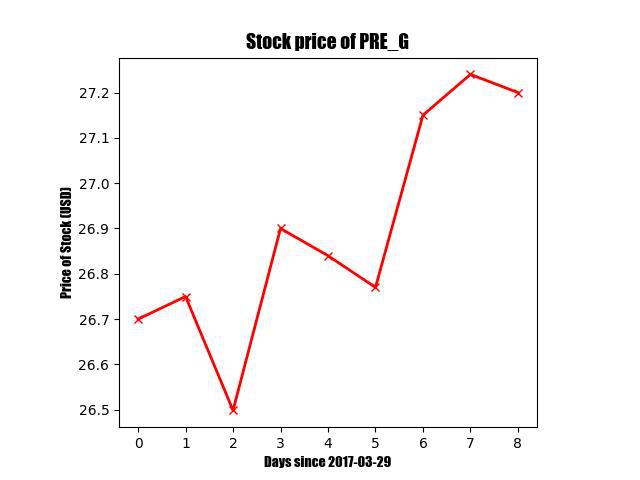 Stock price of PRE_G
Price of Stock (USD)
27.2
27.1
27.0
26.9
26.8
26.7
26.6
26.5
0 1 2 3 4 5 6 7 8
Days since 2017-03-29